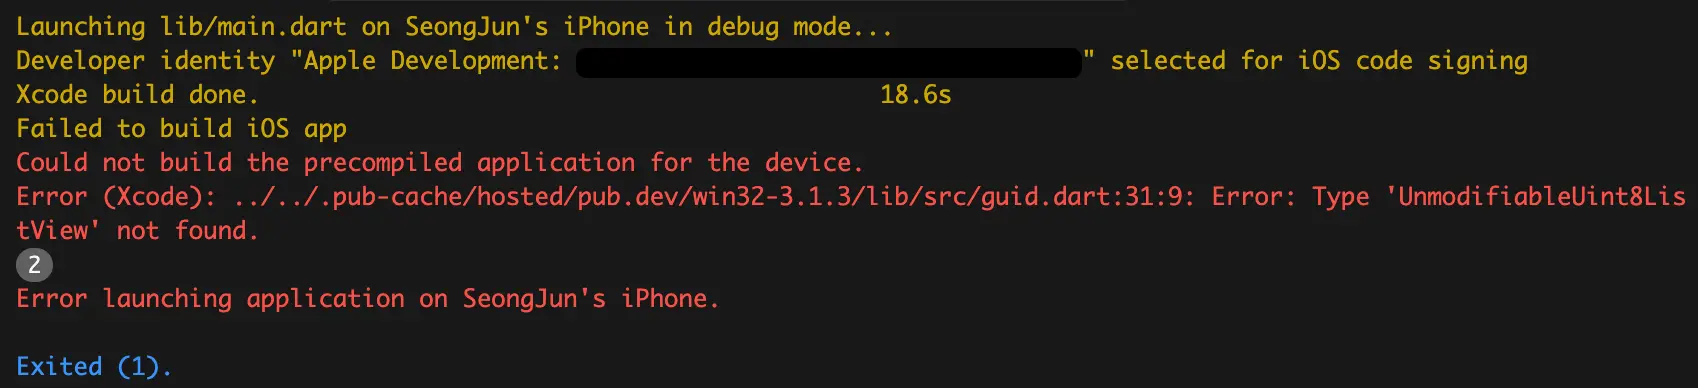 Launching lib/main.dart on SeongJun's iPhone in debug mode...
Developer identity "Apple Development: " selected for iOS code signing
Xcode build done. 18.6s
Failed to build iOS app
Could not build the precompiled application for the device.
Error (Xcode): ../../.pub-cache/hosted/pub.dev/win32-3.1.3/lib/src/guid.dart:31:9: Error: Type 'UnmodifiableUint8Lis
tView' not found.
2
Error launching application on SeongJun's iPhone.
Exited (1).